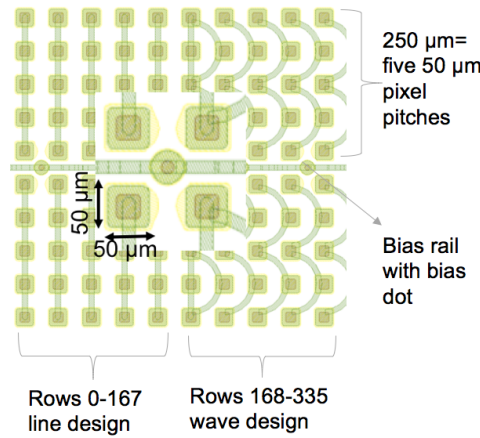 250 µm=
five 50 µm
pixel
pitches
50 µm
50 µm
Bias rail
with bias
dot
Rows 0-167
line design
Rows 168-335
wave design